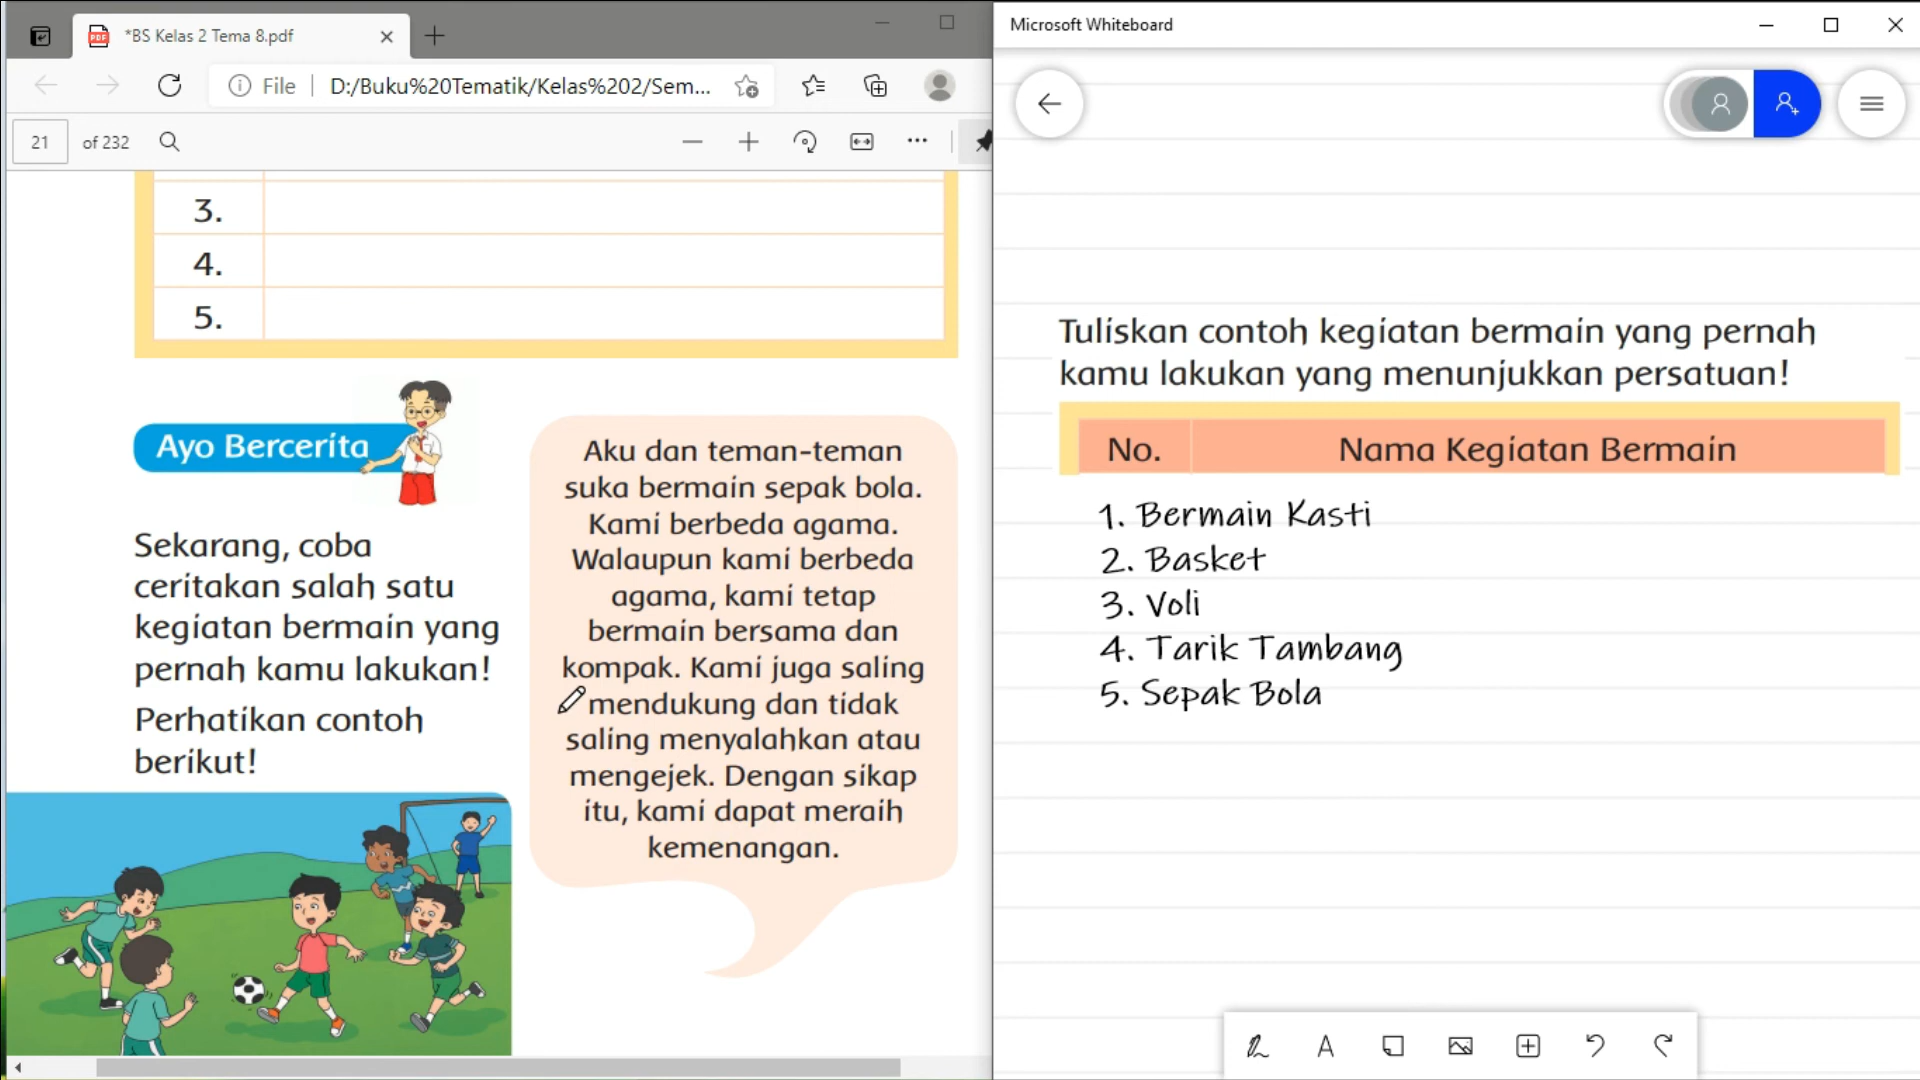 *BS Kelas 2 Tema 8.pdf
File
D:/Buku%20Tematik/Kelas%202/Sem...
21
of 232
3.
4.
5.
Ayo Bercerita
Sekarang, coba
ceritakan salah satu
kegiatan bermain yang
pernah kamu lakukan!
Perhatikan contoh
berikut!
Aku dan teman-teman
suka bermain sepak bola.
Kami berbeda agama.
Walaupun kami berbeda
agama, kami tetap
bermain bersama dan
kompak. Kami juga saling
mendukung dan tidak
saling menyalahkan atau
mengejek. Dengan sikap
itu, kami dapat meraih
kemenangan.
Microsoft Whiteboard
Tuliskan contoh kegiatan bermain yang pernah
kamu lakukan yang menunjukkan persatuan!
No. Nama Kegiatan Bermain
1. Bermain Kasti
2. Basket
3. Voli
4. Tarik Tambang
5. Sepak Bola